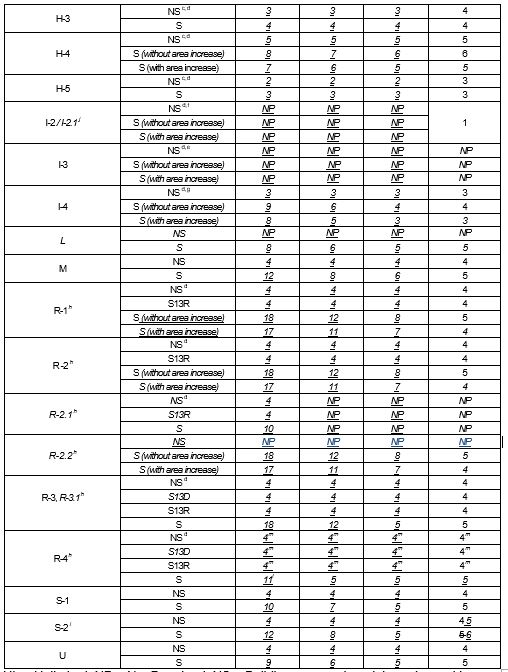 H-3 NS c,d 3 3 3 4
S 4 4 4 4
H-4 NS c,d 5 5 5 5
S (without area increase) 8 7 6 6
S (with area increase) 7 6 5 5
H-5 NS c,d 2 2 2 3
S 3 3 3 3
I-2 / I-2.1 j NS d,f NP NP NP 1
S (without area increase) NP NP NP
S (with area increase) NP NP NP
I-3 NS d,e NP NP NP NP
S (without area increase) NP NP NP NP
S (with area increase) NP NP NP NP
I-4 NS d,g 3 3 3 3
S (without area increase) 9 6 4 4
S (with area increase) 8 5 3 3
L NS NP NP NP NP
S 8 6 5 5
M NS 4 4 4 4
S 12 8 6 5
R-1 h NS d 4 4 4 4
S13R 4 4 4 4
S (without area increase) 18 12 8 5
S (with area increase) 17 11 7 4
R-2 h NS d 4 4 4 4
S13R 4 4 4 4
S (without area increase) 18 12 8 5
S (with area increase) 17 11 7 4
R-2.1 h NS d 4 NP NP NP
S13R 4 NP NP NP
S 10 NP NP NP
R-2.2 h NS NP NP NP NP
S (without area increase) 18 12 8 5
S (with area increase) 17 11 7 4
R-3, R-3.1 h NS d 4 4 4 4
S13D 4 4 4 4
S13R 4 4 4 4
S 18 12 5 5
R-4 h NS d 4 m 4 m 4 m 4 m
S13D 4 m 4 m 4 m 4 m
S13R 4 m 4 m 4 m 4 m
S 11 5 5 5
S-1 NS 4 4 4 4
S 10 7 5 5
S-2 i NS 4 4 4 4 5
S 12 8 5 5 6
U NS 4 4 4 4
S 9 6 5 5